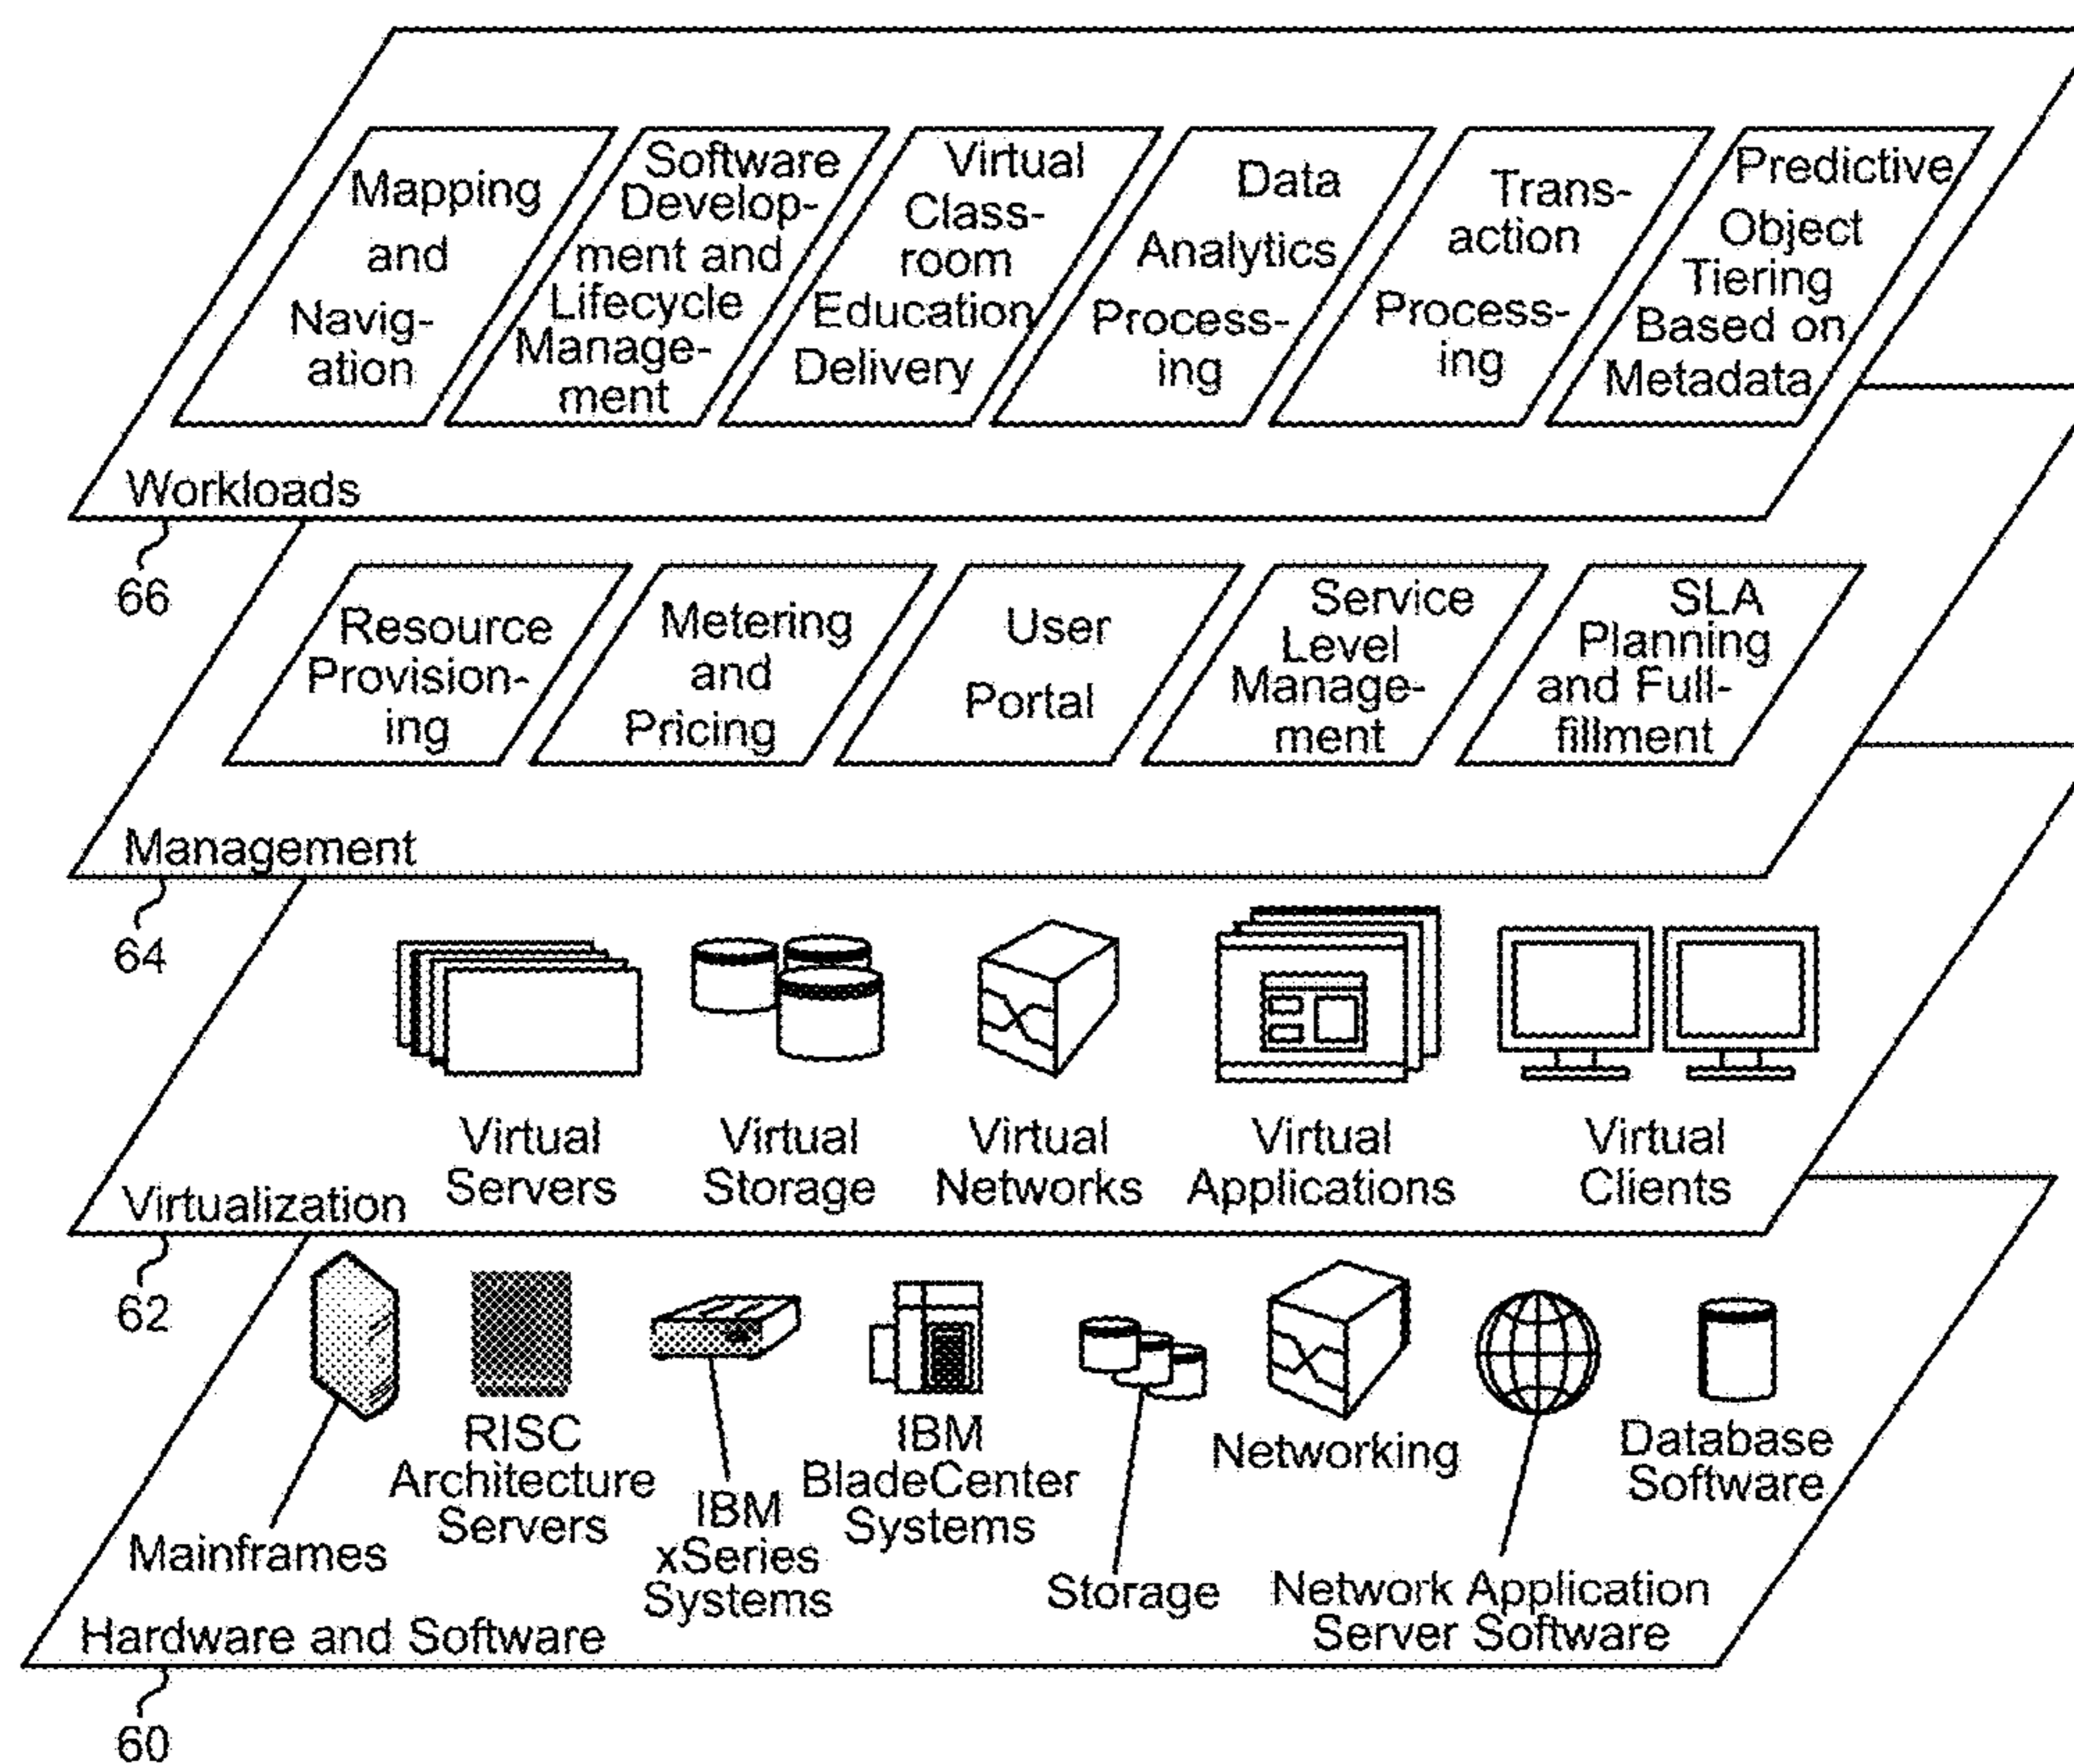 Mapping
and
Navig-
ation
Software
Develop-
ment and
Lifecycle
Manage-
ment
Virtual
Class-
room
Education
Delivery
Data
Analytics
Process-
ing
Trans-
action
Process-
ing
Predictive
Object
Tiering
Based on
Metadata
Workloads
66
Resource
Provision-
ing
Metering
and
Pricing
User
Portal
Service
Level
Manage-
ment
SLA
Planning
and Full-
fillment
Management
64
Virtual
Servers
Virtual
Storage
Virtual
Networks
Virtual
Applications
Virtual
Clients
Virtualization
62
Mainframes
RISC
Architecture
Servers
IBM
xSeries
Systems
IBM
BladeCenter
Systems
Storage
Networking
Network Application
Server Software
Database
Software
Hardware and Software
60